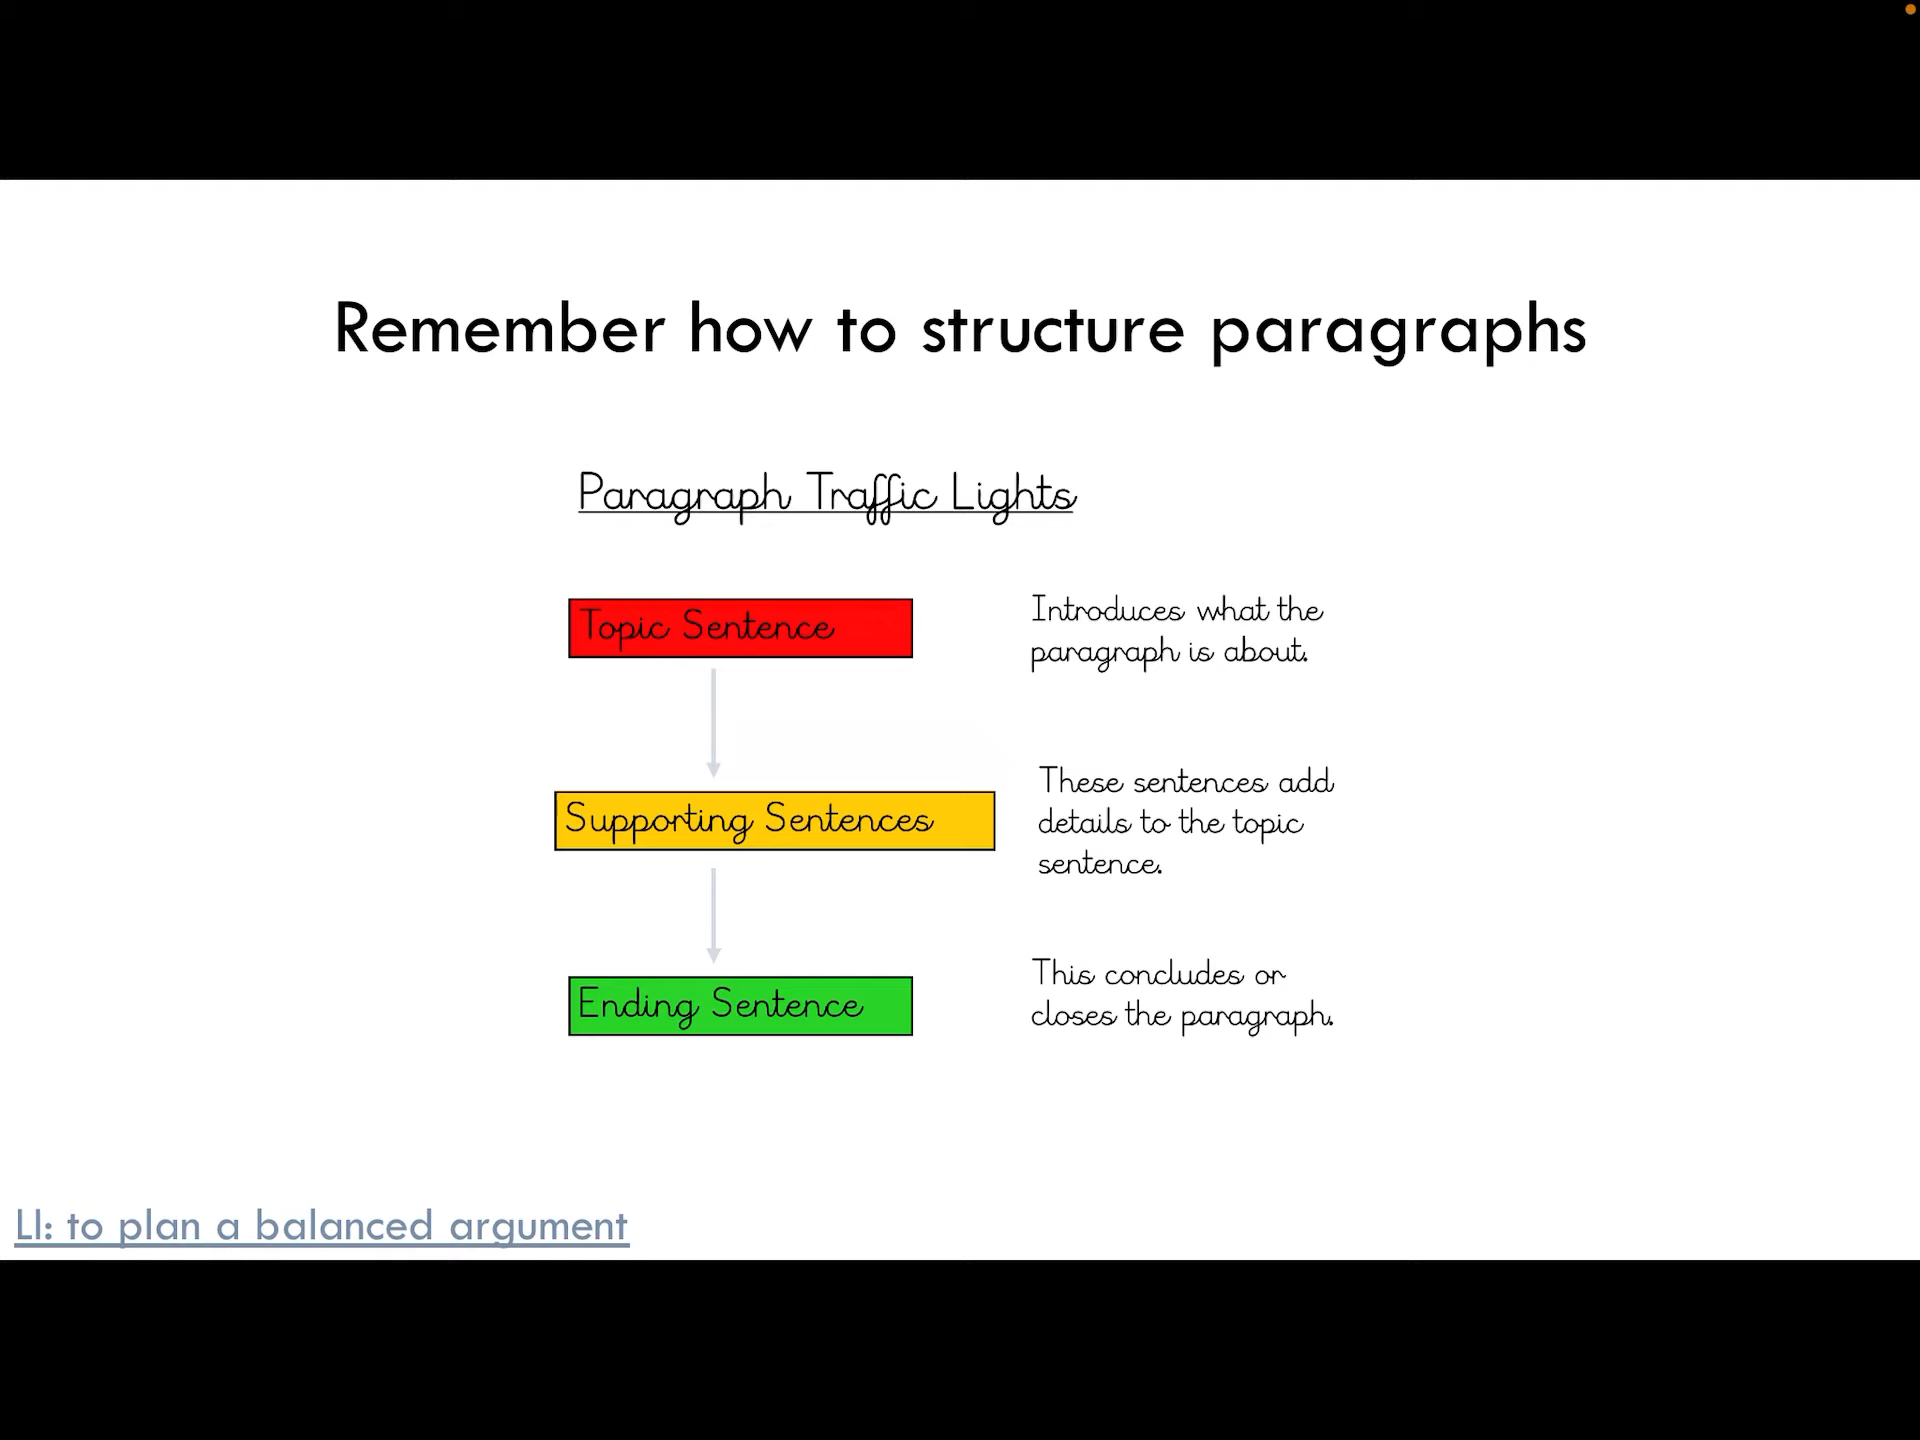 Remember how to structure paragraphs
Paragraph Traffic Lights
Topic Sentence
Introduces what the
paragraph is about.
Supporting Sentences
These sentences add
details to the topic
sentence.
Ending Sentence
This concludes or
closes the paragraph.
LI: to plan a balanced argument